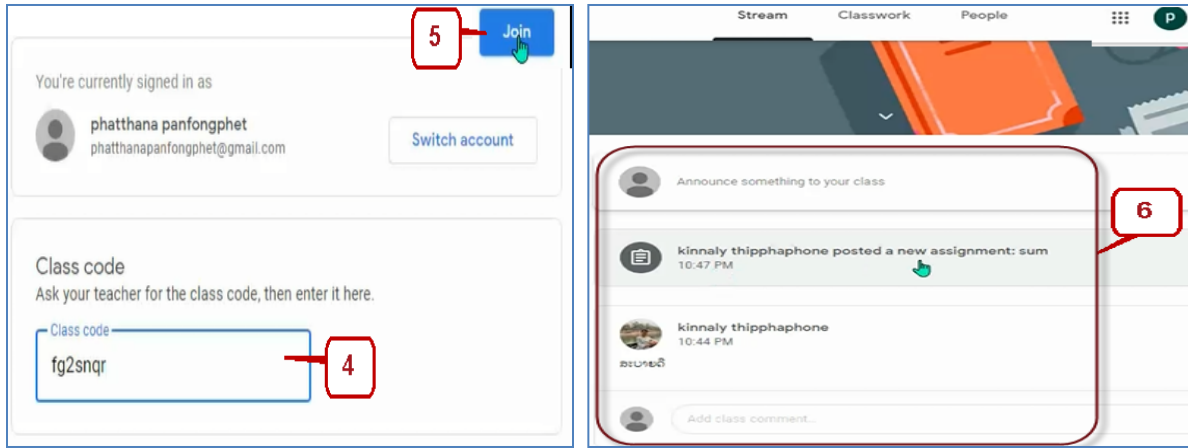 5
Join
You're currently signed in as
phatthana panfongphet
phatthanapanfongphet@gmail.com
Switch account
Class code
Ask your teacher for the class code, then enter it here.
Class code
fg2snqr
4
Stream Classwork People
P
Announce something to your class
6
kinnaly thipphaphone posted a new assignment: sum
10:47 PM
kinnaly thipphaphone
10:44 PM
ສະບາຍດີ
Add class comment...